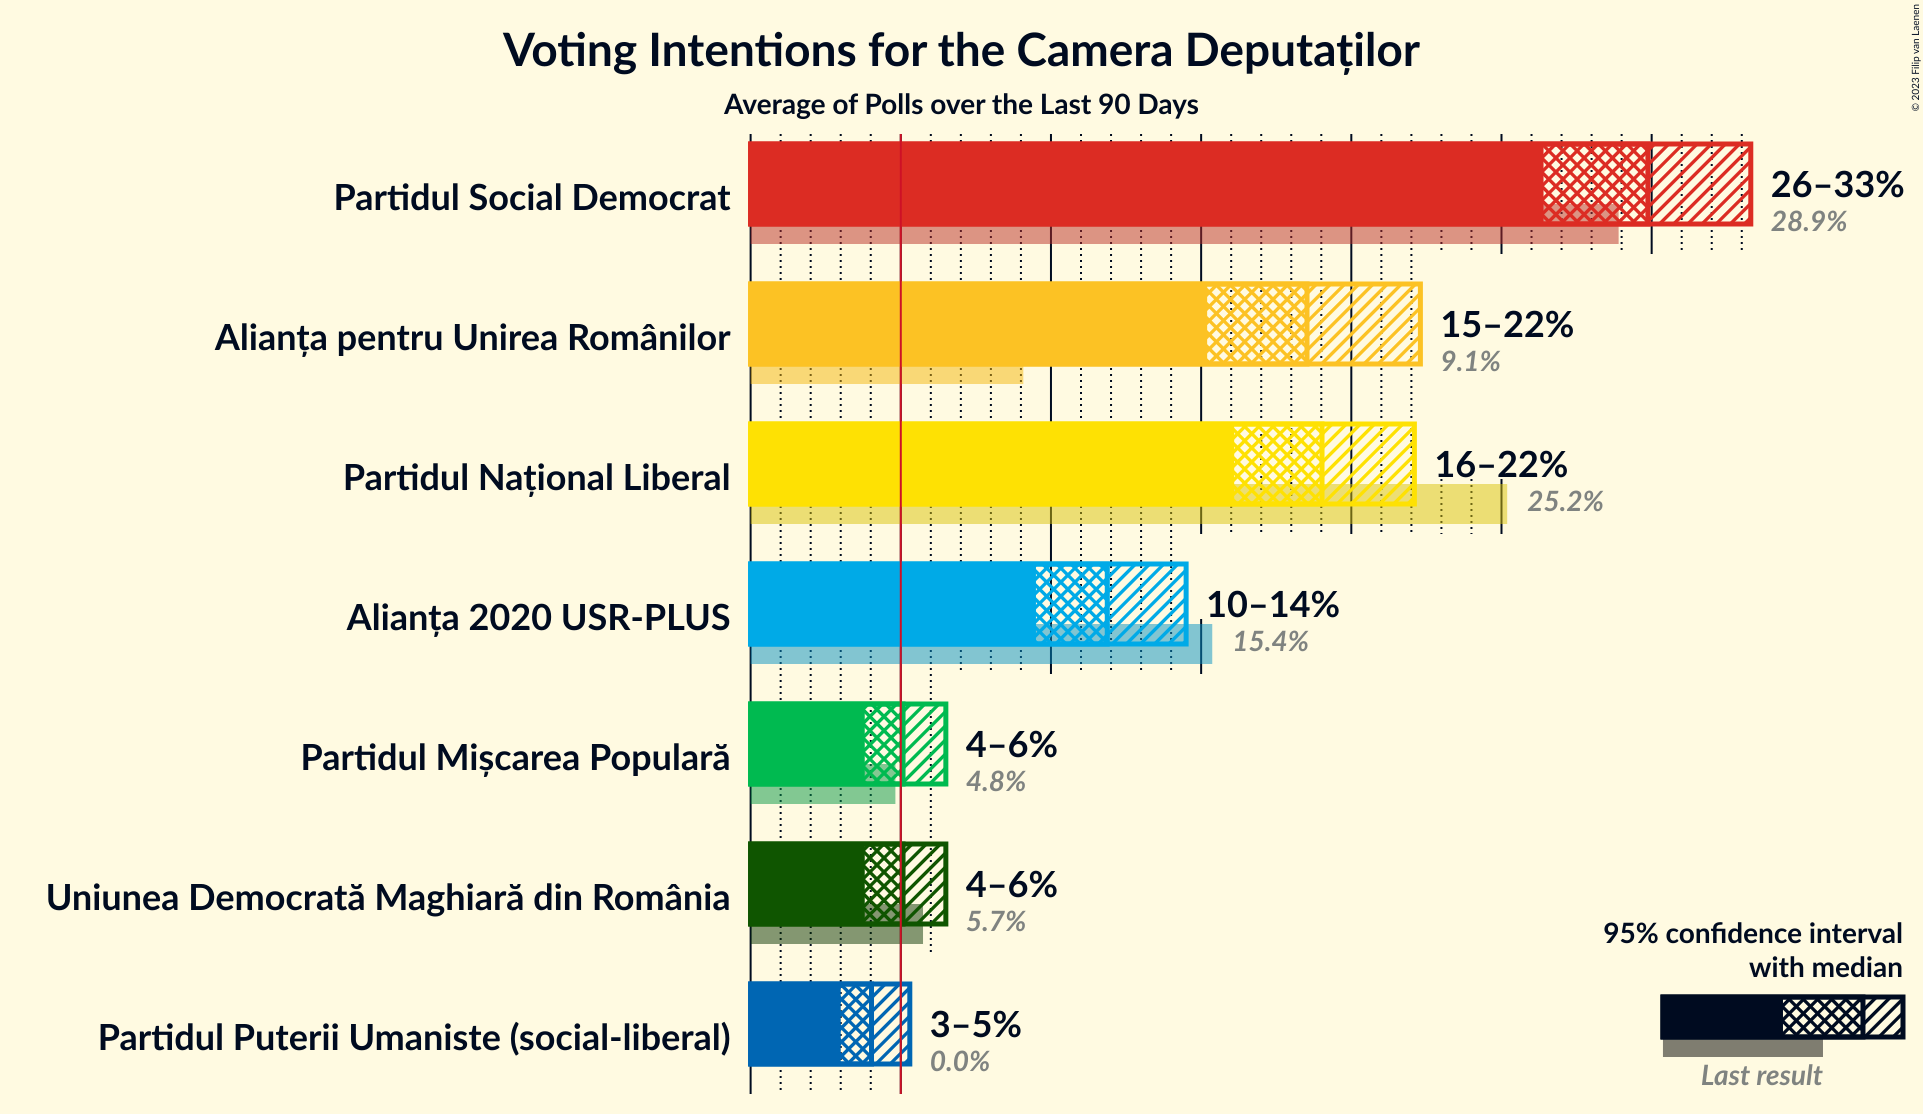 Voting Intentions for the Camera Deputaților
Average of Polls over the Last 90 Days
© 2023 Filip van Laenen
Partidul Social Democrat
26–33%
28.9%
Alianța pentru Unirea Românilor
15–22%
9.1%
Partidul Național Liberal
16–22%
25.2%
Alianța 2020 USR-PLUS
10–14%
15.4%
Partidul Mișcarea Populară
4–6%
4.8%
Uniunea Democrată Maghiară din România
4–6%
5.7%
Partidul Puterii Umaniste (social-liberal)
3–5%
0.0%
95% confidence interval
with median
Last result